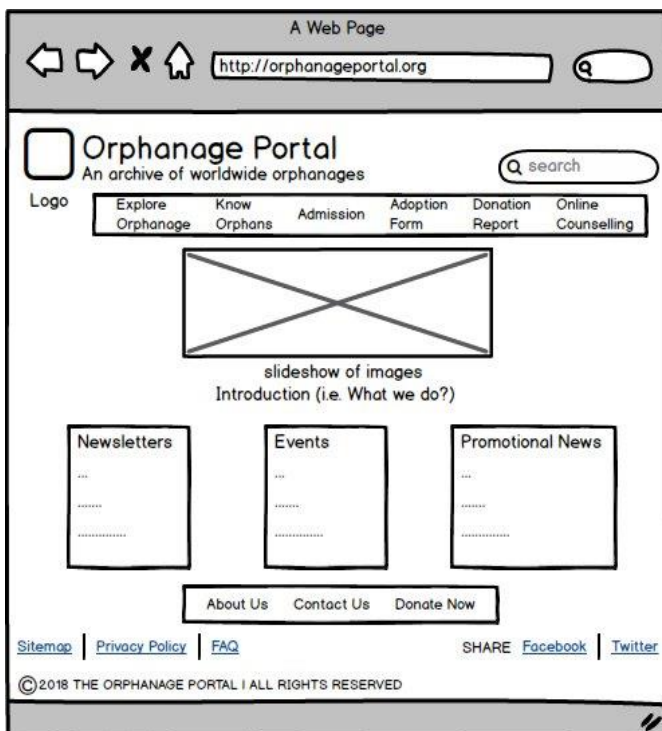 A Web Page
http://orphanageportal.org
Orphanage Portal
An archive of worldwide orphanages
search
Logo
Explore Orphanage
Know Orphans
Admission
Adoption Form
Donation Report
Online Counselling
slideshow of images
Introduction (i.e. What we do?)
Newsletters
...
.......
..............
Events
...
.......
..............
Promotional News
...
.......
..............
About Us Contact Us Donate Now
Sitemap Privacy Policy FAQ SHARE Facebook Twitter
©2018 THE ORPHANAGE PORTAL | ALL RIGHTS RESERVED